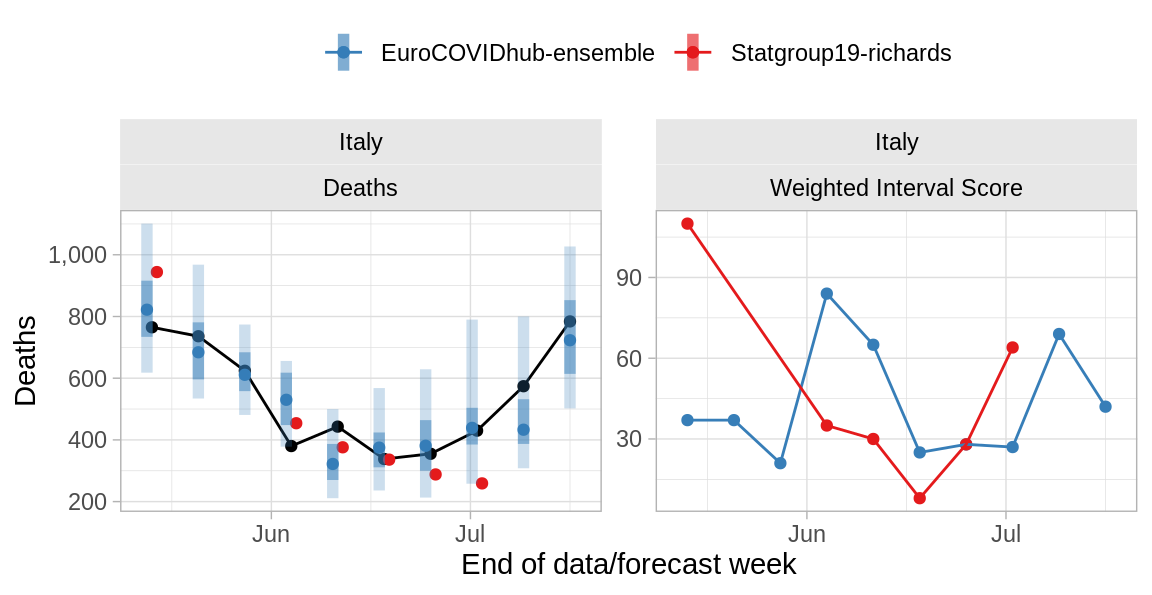 EuroCOVIDhub-ensemble Statgroup19-richards
Italy
Deaths
Deaths
1,000
800
600
400
200
Jun Jul
Italy
Weighted Interval Score
90
60
30
Jun Jul
End of data/forecast week